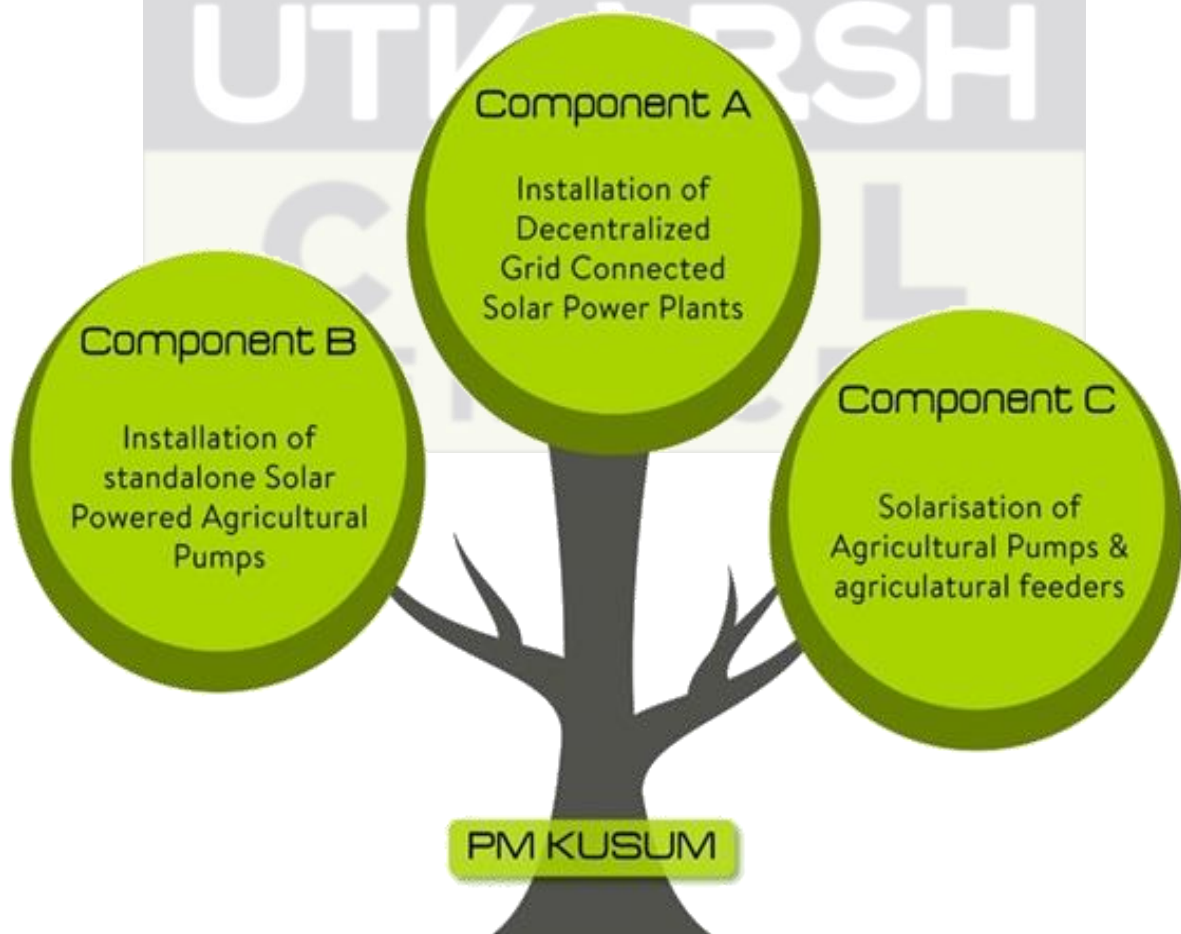 UTKARSH
Component A
Installation of
Decentralized
Grid Connected
Solar Power Plants
Component B
Installation of
standalone Solar
Powered Agricultural
Pumps
Component C
Solarisation of
Agricultural Pumps &
agriculatural feeders
PM KUSUM